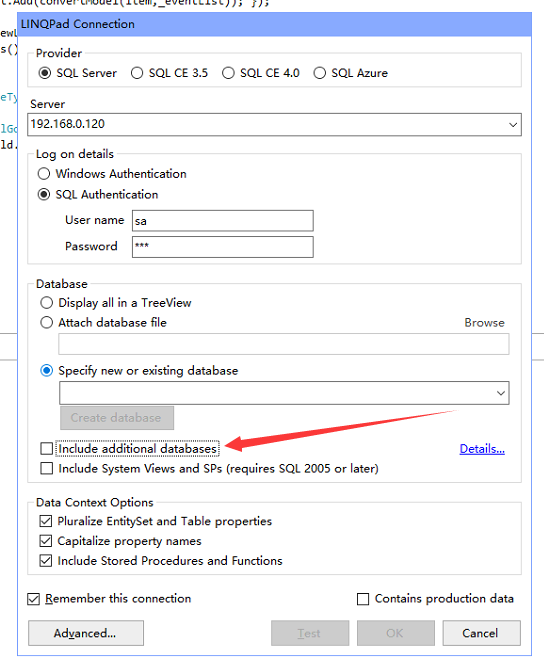 t.Add(convertModel(item,_eventList)); });
LINQPad Connection
Provider
SQL Server
SQL CE 3.5
SQL CE 4.0
SQL Azure
Server
192.168.0.120
Log on details
Windows Authentication
SQL Authentication
User name
sa
Password
***
Database
Display all in a TreeView
Attach database file
Browse
Specify new or existing database
Create database
Include additional databases
Details...
Include System Views and SPs (requires SQL 2005 or later)
Data Context Options
Pluralize EntitySet and Table properties
Capitalize property names
Include Stored Procedures and Functions
Remember this connection
Contains production data
Advanced...
Test
OK
Cancel